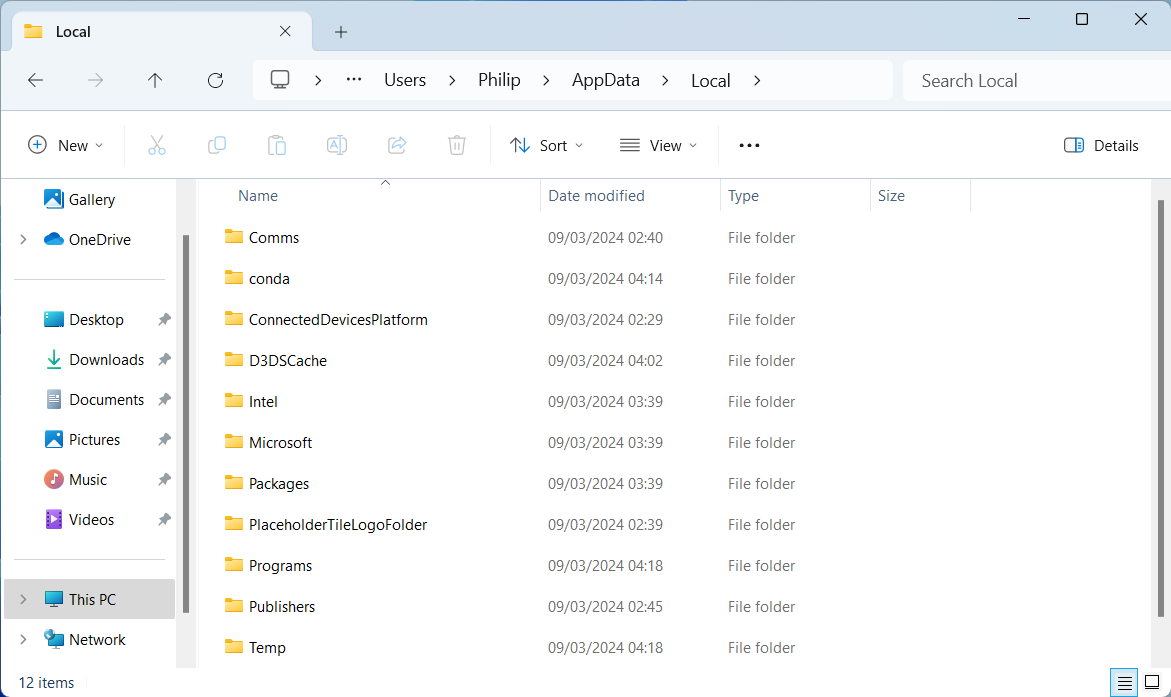 Local
Users Philip AppData Local Search Local
New Sort View Details
Gallery
OneDrive
Desktop
Downloads
Documents
Pictures
Music
Videos
This PC
Network
Name Date modified Type Size
Comms 09/03/2024 02:40 File folder
conda 09/03/2024 04:14 File folder
ConnectedDevicesPlatform 09/03/2024 02:29 File folder
D3DSCache 09/03/2024 04:02 File folder
Intel 09/03/2024 03:39 File folder
Microsoft 09/03/2024 03:39 File folder
Packages 09/03/2024 03:39 File folder
PlaceholderTileLogoFolder 09/03/2024 02:39 File folder
Programs 09/03/2024 04:18 File folder
Publishers 09/03/2024 02:45 File folder
Temp 09/03/2024 04:18 File folder
12 items